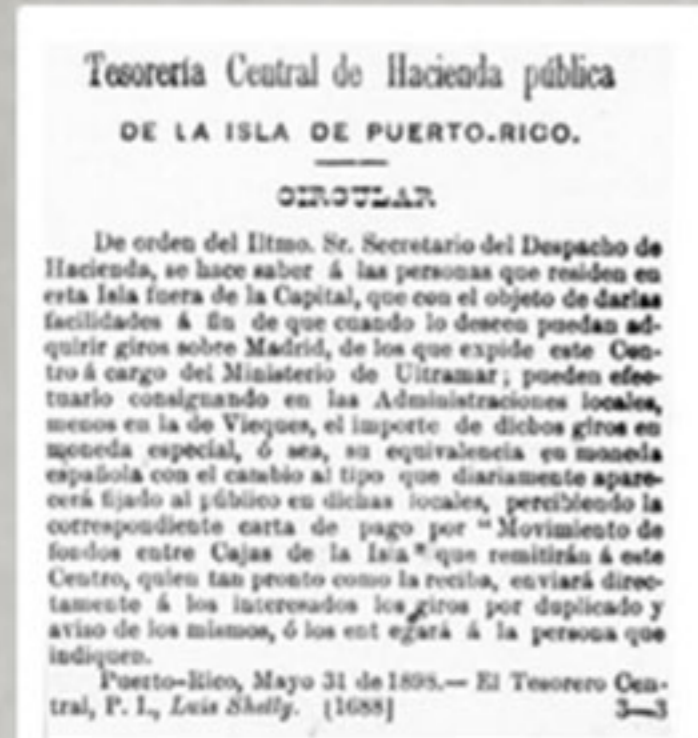 Tesorería Central de Hacienda pública
DE LA ISLA DE PUERTO-RICO.
CIRCULAR
De orden del Iltmo. Sr. Secretario del Despacho de
Hacienda, se hace saber á las personas que residen en
esta Isla fuera de la Capital, que con el objeto de darlas
facilidades á fin de que cuando lo deseen puedan ad-
quirir giros sobre Madrid, de los que expide este Cen-
tro á cargo del Ministerio de Ultramar; pueden efec-
tuarlo consignando en las Administraciones locales,
menos en la de Vieques, el importe de dichos giros en
moneda especial, ó sea, su equivalencia en moneda
española con el cambio al tipo que diariamente apare-
cerá fijado al público en dichas locales, percibiendo la
correspondiente carta de pago por "Movimiento de
fondos entre Cajas de la Isla" que remitirán á este
Centro, quien tan pronto como la reciba, enviará direc-
tamente á los interesados los giros por duplicado y
aviso de los mismos, ó los ent egará á la persona que
indiquen.
Puerto-Rico, Mayo 31 de 1898.— El Tesorero Cen-
tral, P. I., Luis Shelly. [1688] 3—3